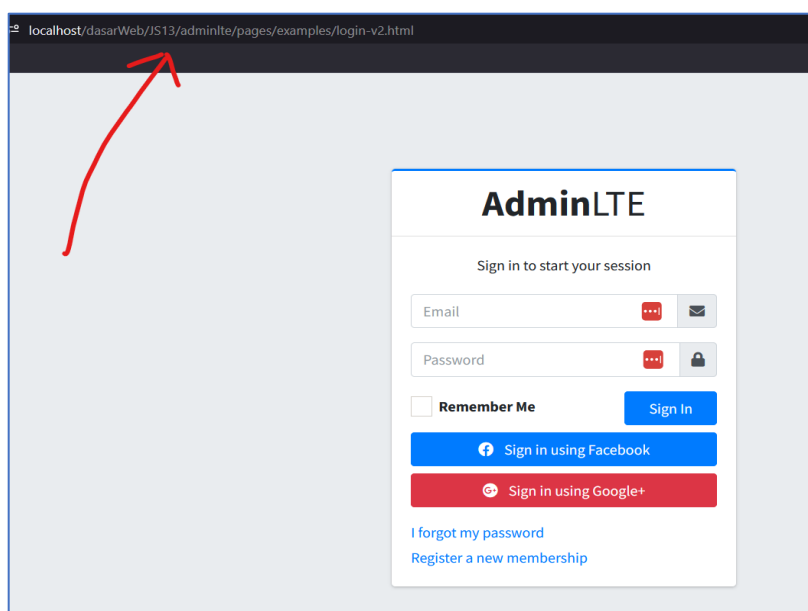 localhost/dasarWeb/JS13/adminlte/pages/examples/login-v2.html
AdminLTE
Sign in to start your session
Email
Password
Remember Me
Sign In
Sign in using Facebook
Sign in using Google+
I forgot my password
Register a new membership